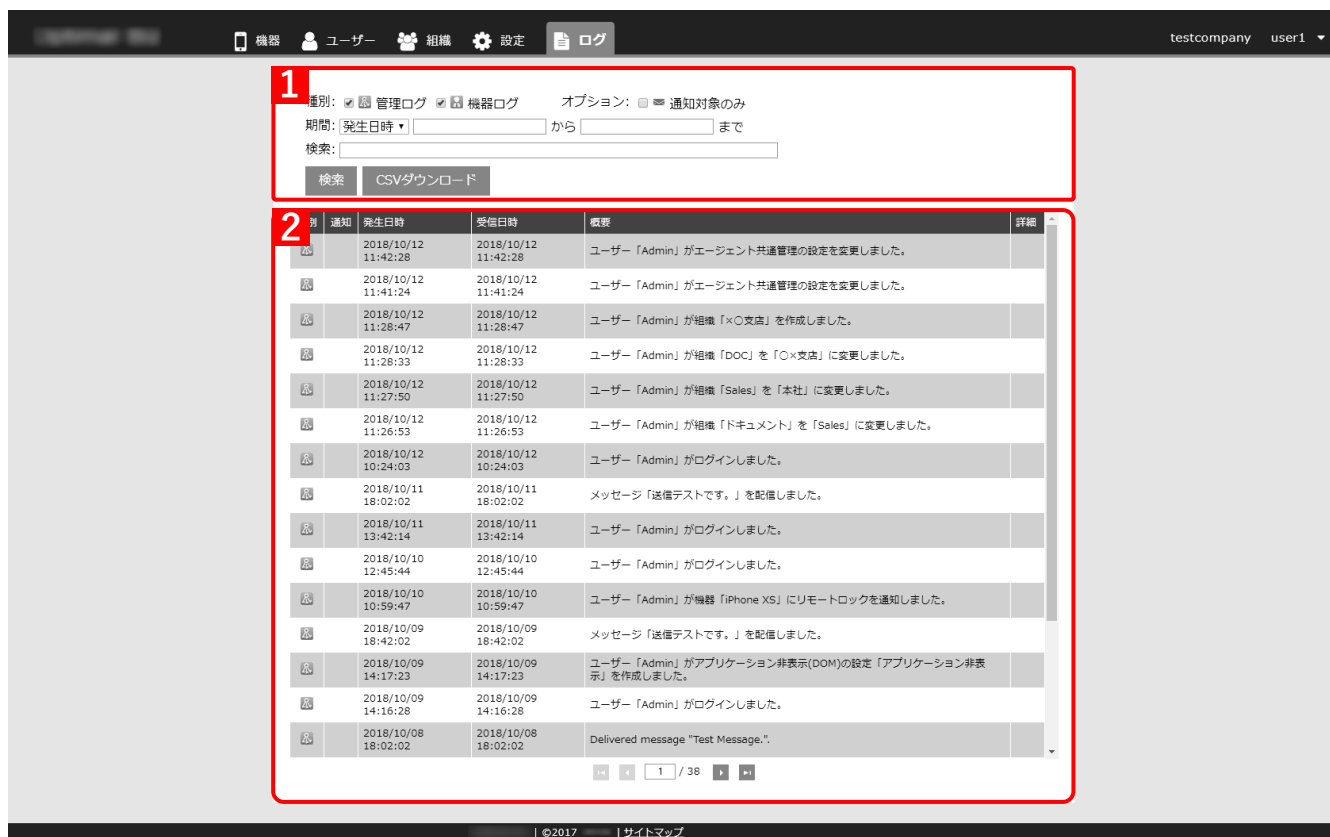 機器 ユーザー 組織 設定 ログ testcompany user1
1
種別: 管理ログ 機器ログ オプション: 通知対象のみ
期間: 発生日時 から まで
検索:
検索 CSVダウンロード
2
別 通知 発生日時 受信日時 概要 詳細
2018/10/12 2018/10/12
11:42:28 11:42:28 ユーザー「Admin」がエージェント共通管理の設定を変更しました。
2018/10/12 2018/10/12
11:41:24 11:41:24 ユーザー「Admin」がエージェント共通管理の設定を変更しました。
2018/10/12 2018/10/12
11:28:47 11:28:47 ユーザー「Admin」が組織「×○支店」を作成しました。
2018/10/12 2018/10/12
11:28:33 11:28:33 ユーザー「Admin」が組織「DOC」を「○×支店」に変更しました。
2018/10/12 2018/10/12
11:27:50 11:27:50 ユーザー「Admin」が組織「Sales」を「本社」に変更しました。
2018/10/12 2018/10/12
11:26:53 11:26:53 ユーザー「Admin」が組織「ドキュメント」を「Sales」に変更しました。
2018/10/12 2018/10/12
10:24:03 10:24:03 ユーザー「Admin」がログインしました。
2018/10/11 2018/10/11
18:02:02 18:02:02 メッセージ「送信テストです。」を配信しました。
2018/10/11 2018/10/11
13:42:14 13:42:14 ユーザー「Admin」がログインしました。
2018/10/10 2018/10/10
12:45:44 12:45:44 ユーザー「Admin」がログインしました。
2018/10/10 2018/10/10
10:59:47 10:59:47 ユーザー「Admin」が機器「iPhone XS」にリモートロックを通知しました。
2018/10/09 2018/10/09
18:42:02 18:42:02 メッセージ「送信テストです。」を配信しました。
2018/10/09 2018/10/09 ユーザー「Admin」がアプリケーション非表示(DOM)の設定「アプリケーション非表
14:17:23 14:17:23 示」を作成しました。
2018/10/09 2018/10/09
14:16:28 14:16:28 ユーザー「Admin」がログインしました。
2018/10/08 2018/10/08
18:02:02 18:02:02 Delivered message "Test Message.".
1 / 38
| ©2017 | サイトマップ